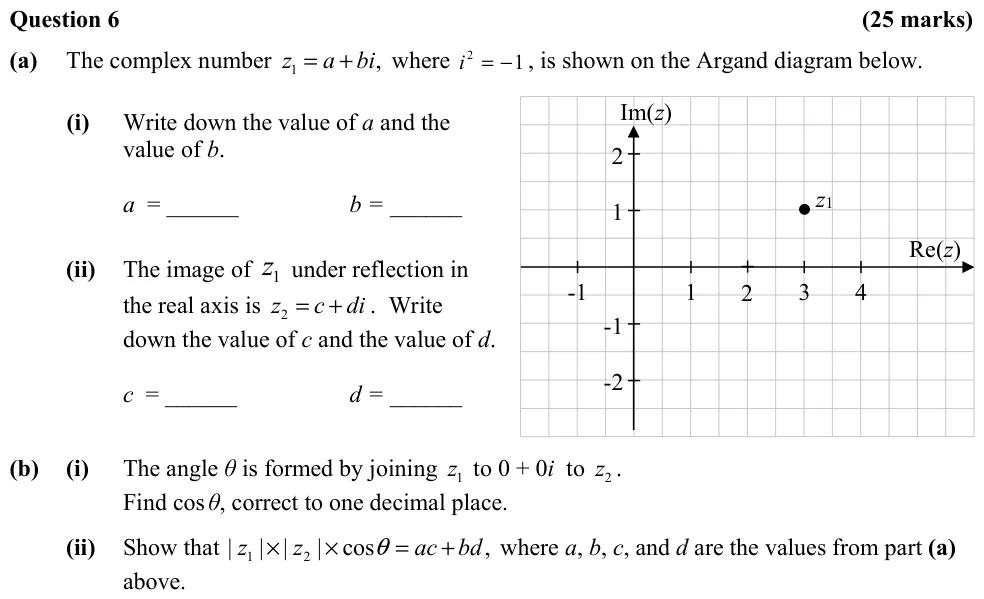 Question 6 (25 marks)
(a) The complex number z₁ = a + bi, where i² = −1, is shown on the Argand diagram below.
(i) Write down the value of a and the
value of b.
a = ______ b = ______
(ii) The image of z₁ under reflection in
the real axis is z₂ = c + di. Write
down the value of c and the value of d.
c = ______ d = ______
Im(z)
2
z1
1
Re(z)
-1 1 2 3 4
-1
-2
(b) (i) The angle θ is formed by joining z₁ to 0 + 0i to z₂.
Find cos θ, correct to one decimal place.
(ii) Show that |z₁|×|z₂|×cos θ = ac + bd, where a, b, c, and d are the values from part (a)
above.